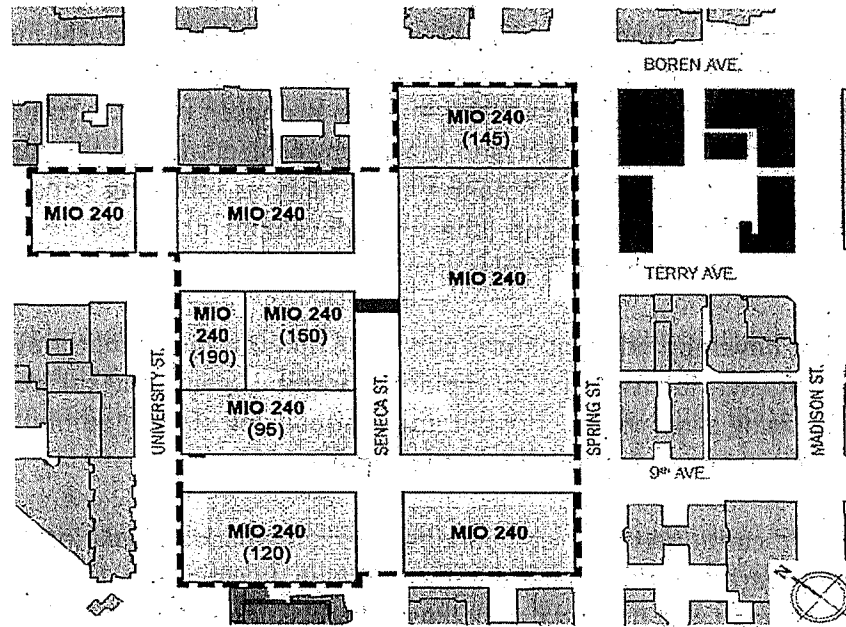 BOREN AVE.
MIO 240
(145)
MIO 240
MIO 240
MIO 240
TERRY AVE.
MIO
240
(190)
MIO 240
(150)
UNIVERSITY ST.
SENECA ST.
SPRING ST.
MADISON ST.
MIO 240
(95)
9th AVE.
MIO 240
(120)
MIO 240
N